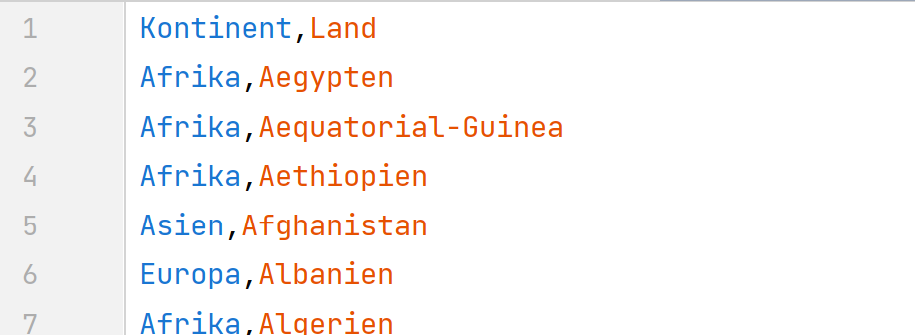 1 Kontinent,Land
2 Afrika,Aegypten
3 Afrika,Aequatorial-Guinea
4 Afrika,Aethiopien
5 Asien,Afghanistan
6 Europa,Albanien
7 Afrika,Algerien